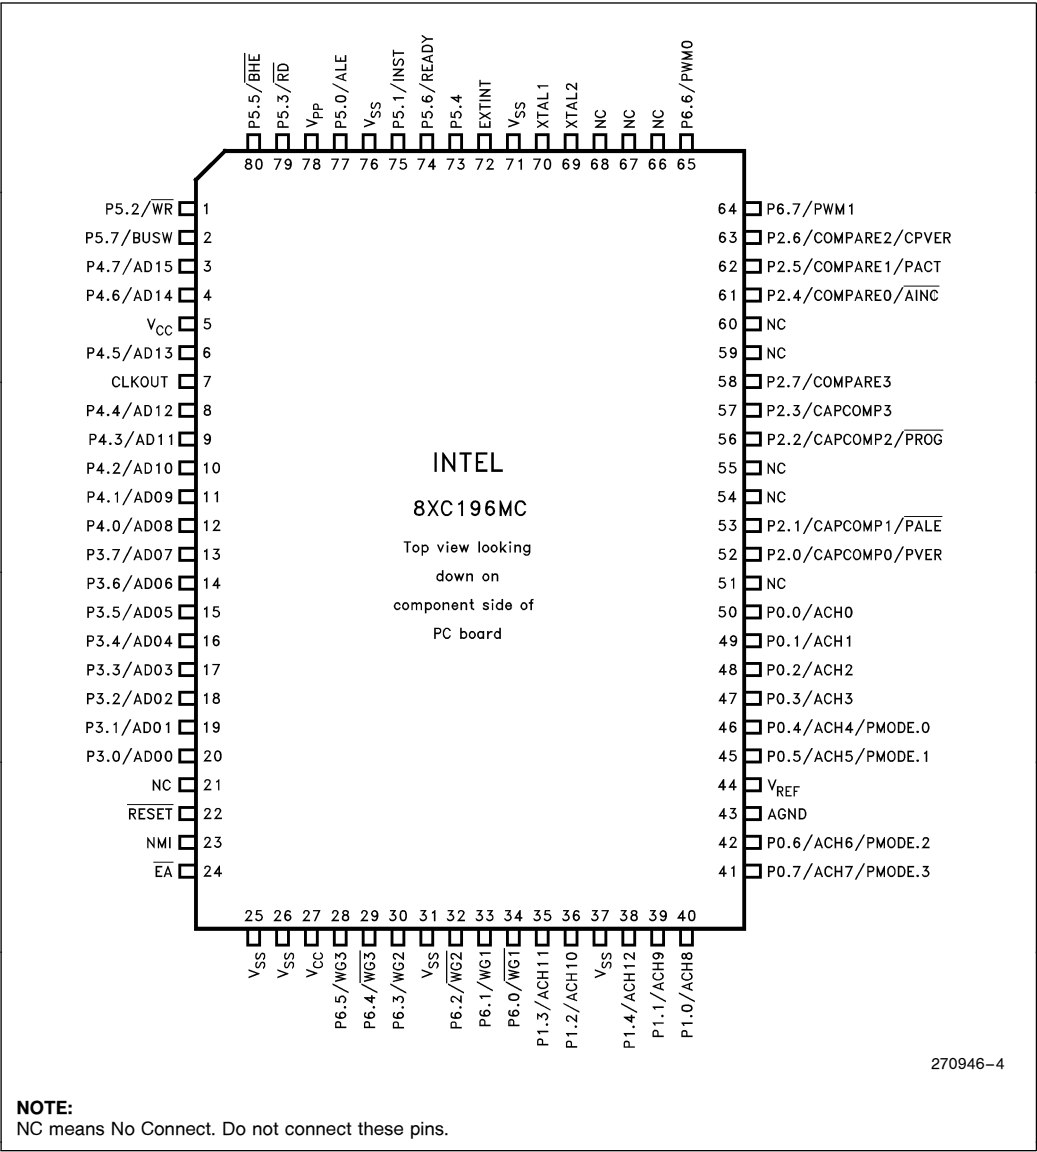 P5.5/BHE
P5.3/RD
VPP
P5.0/ALE
VSS
P5.1/INST
P5.6/READY
P5.4
EXTINT
VSS
XTAL1
XTAL2
NC
NC
NC
P6.6/PWM0
80 79 78 77 76 75 74 73 72 71 70 69 68 67 66 65
P5.2/WR 1
P5.7/BUSW 2
P4.7/AD15 3
P4.6/AD14 4
VCC 5
P4.5/AD13 6
CLKOUT 7
P4.4/AD12 8
P4.3/AD11 9
P4.2/AD10 10
P4.1/AD09 11
P4.0/AD08 12
P3.7/AD07 13
P3.6/AD06 14
P3.5/AD05 15
P3.4/AD04 16
P3.3/AD03 17
P3.2/AD02 18
P3.1/AD01 19
P3.0/AD00 20
NC 21
RESET 22
NMI 23
EA 24
INTEL
8XC196MC
Top view looking
down on
component side of
PC board
64 P6.7/PWM1
63 P2.6/COMPARE2/CPVER
62 P2.5/COMPARE1/PACT
61 P2.4/COMPARE0/AINC
60 NC
59 NC
58 P2.7/COMPARE3
57 P2.3/CAPCOMP3
56 P2.2/CAPCOMP2/PROG
55 NC
54 NC
53 P2.1/CAPCOMP1/PALE
52 P2.0/CAPCOMP0/PVER
51 NC
50 P0.0/ACH0
49 P0.1/ACH1
48 P0.2/ACH2
47 P0.3/ACH3
46 P0.4/ACH4/PMODE.0
45 P0.5/ACH5/PMODE.1
44 VREF
43 AGND
42 P0.6/ACH6/PMODE.2
41 P0.7/ACH7/PMODE.3
25 26 27 28 29 30 31 32 33 34 35 36 37 38 39 40
VSS
VSS
VCC
P6.5/WG3
P6.4/WG3
P6.3/WG2
VSS
P6.2/WG2
P6.1/WG1
P6.0/WG1
P1.3/ACH11
P1.2/ACH10
VSS
P1.4/ACH12
P1.1/ACH9
P1.0/ACH8
270946–4
NOTE:
NC means No Connect. Do not connect these pins.